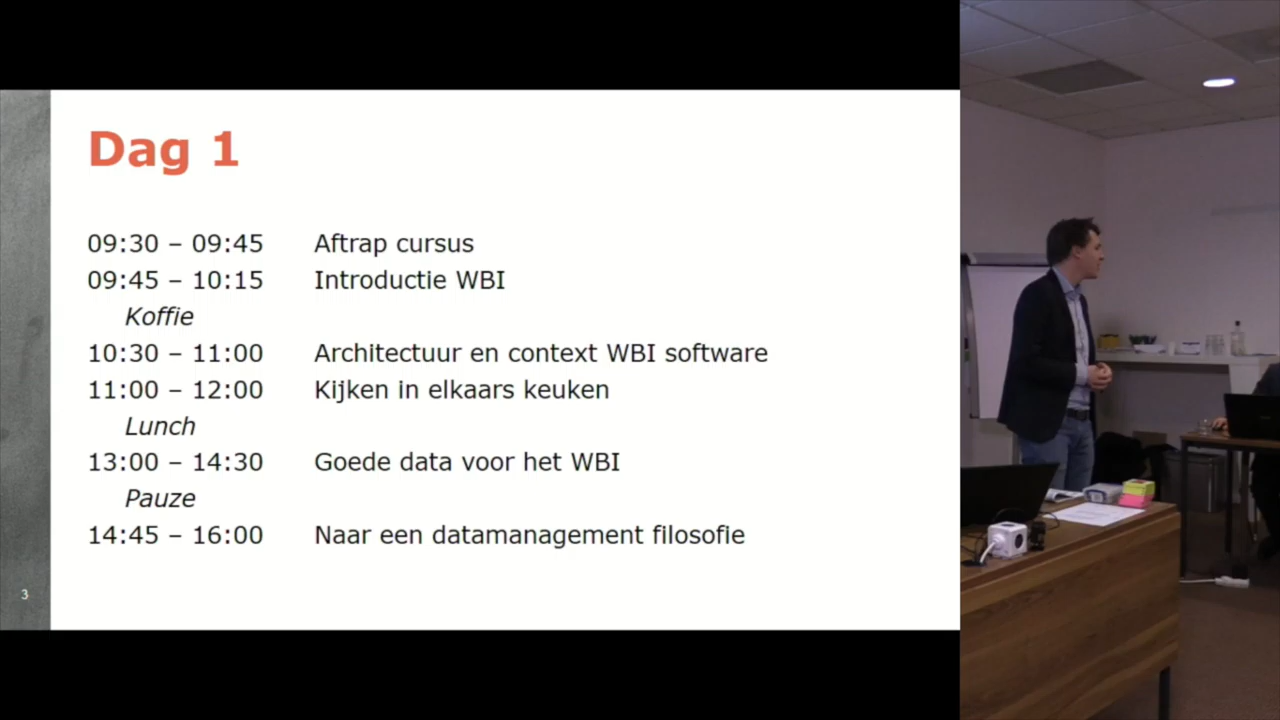 Dag 1
09:30 – 09:45 Aftrap cursus
09:45 – 10:15 Introductie WBI
Koffie
10:30 – 11:00 Architectuur en context WBI software
11:00 – 12:00 Kijken in elkaars keuken
Lunch
13:00 – 14:30 Goede data voor het WBI
Pauze
14:45 – 16:00 Naar een datamanagement filosofie
3